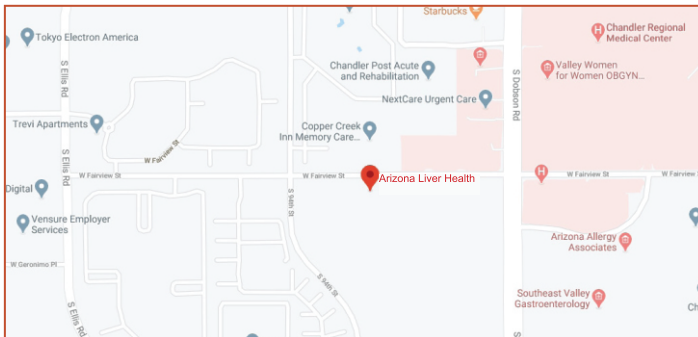 Starbucks
Tokyo Electron America
Chandler Regional
Medical Center
S Ellis Rd
Chandler Post Acute
and Rehabilitation
Valley Women
for Women OBGYN...
S Dobson Rd
NextCare Urgent Care
Trevi Apartments
Copper Creek
Inn Memory Care...
W Fairview St
W Fairview St
W Fairview St
Arizona Liver Health
W Fairview St
S Ellis Rd
Digital
S 94th St
Vensure Employer
Services
Arizona Allergy
Associates
W Geronimo Pl
S 94th St
Southeast Valley
Gastroenterology
S Ellis Rd
Ch
S